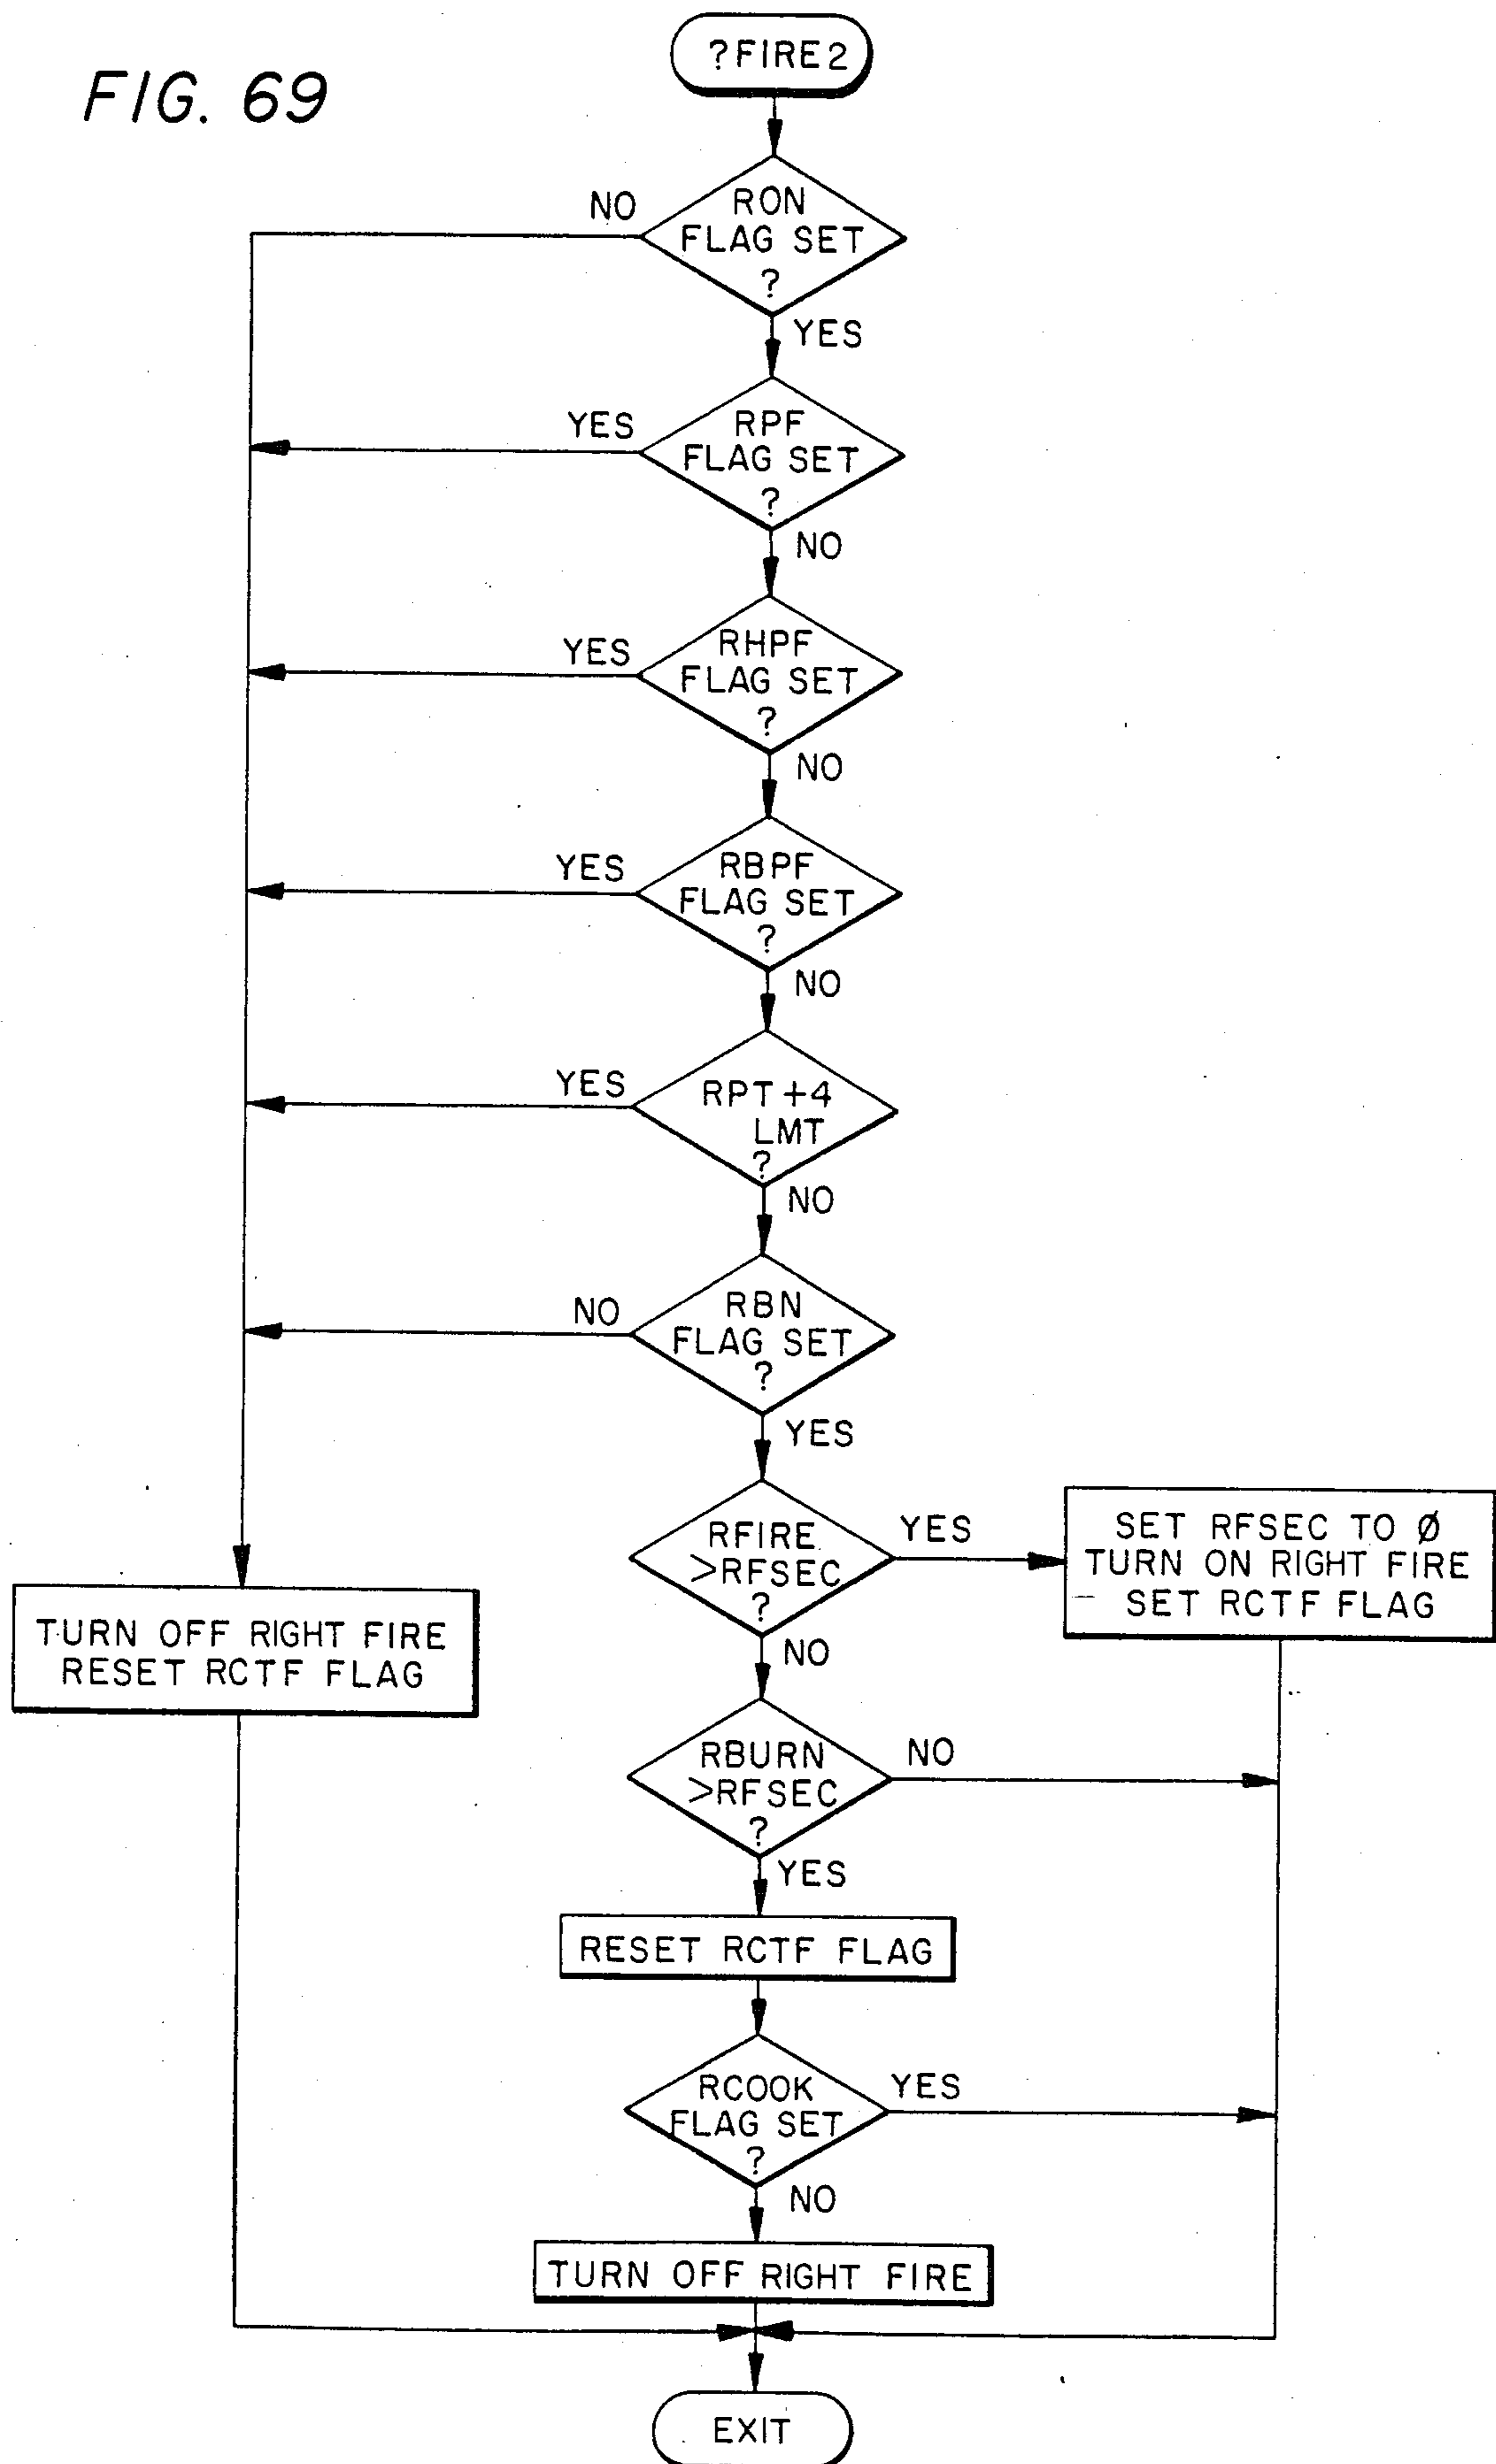 FIG. 69
?FIRE2
RON
FLAG SET
?
NO
YES
RPF
FLAG SET
?
YES
NO
RHPF
FLAG SET
?
YES
NO
RBPF
FLAG SET
?
YES
NO
RPT+4
LMT
?
YES
NO
RBN
FLAG SET
?
NO
YES
RFIRE
>RFSEC
?
YES
SET RFSEC TO Ø
TURN ON RIGHT FIRE
SET RCTF FLAG
TURN OFF RIGHT FIRE
RESET RCTF FLAG
NO
RBURN
>RFSEC
?
NO
YES
RESET RCTF FLAG
RCOOK
FLAG SET
?
YES
NO
TURN OFF RIGHT FIRE
EXIT